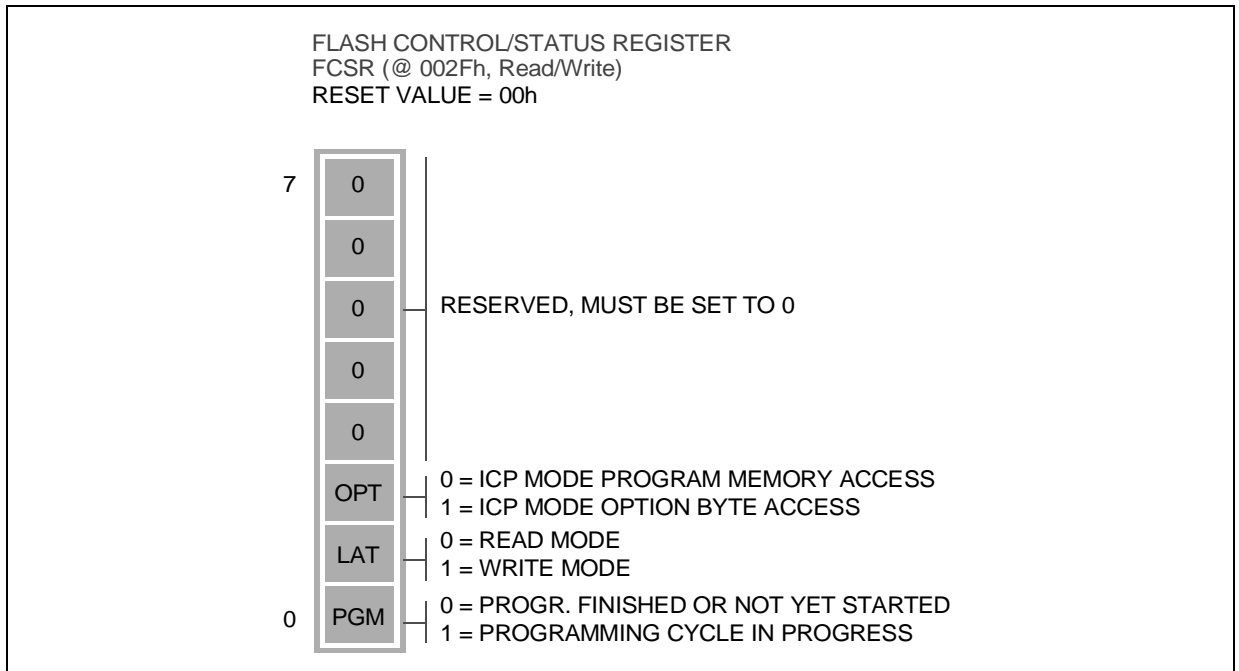 FLASH CONTROL/STATUS REGISTER
FCSR (@ 002Fh, Read/Write)
RESET VALUE = 00h
7 0
0
0 RESERVED, MUST BE SET TO 0
0
0
OPT 0 = ICP MODE PROGRAM MEMORY ACCESS
1 = ICP MODE OPTION BYTE ACCESS
LAT 0 = READ MODE
1 = WRITE MODE
0 PGM 0 = PROGR. FINISHED OR NOT YET STARTED
1 = PROGRAMMING CYCLE IN PROGRESS